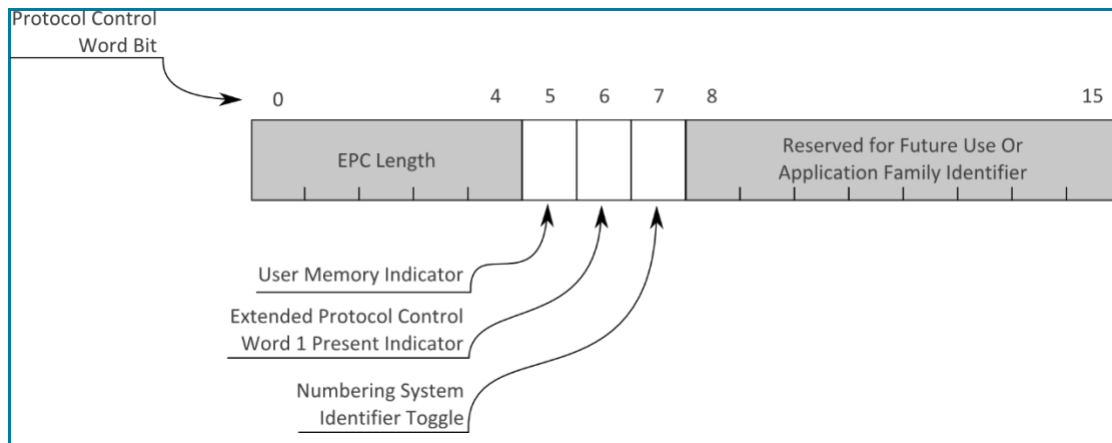 Protocol Control
Word Bit
0 4 5 6 7 8 15
EPC Length
Reserved for Future Use Or
Application Family Identifier
User Memory Indicator
Extended Protocol Control
Word 1 Present Indicator
Numbering System
Identifier Toggle